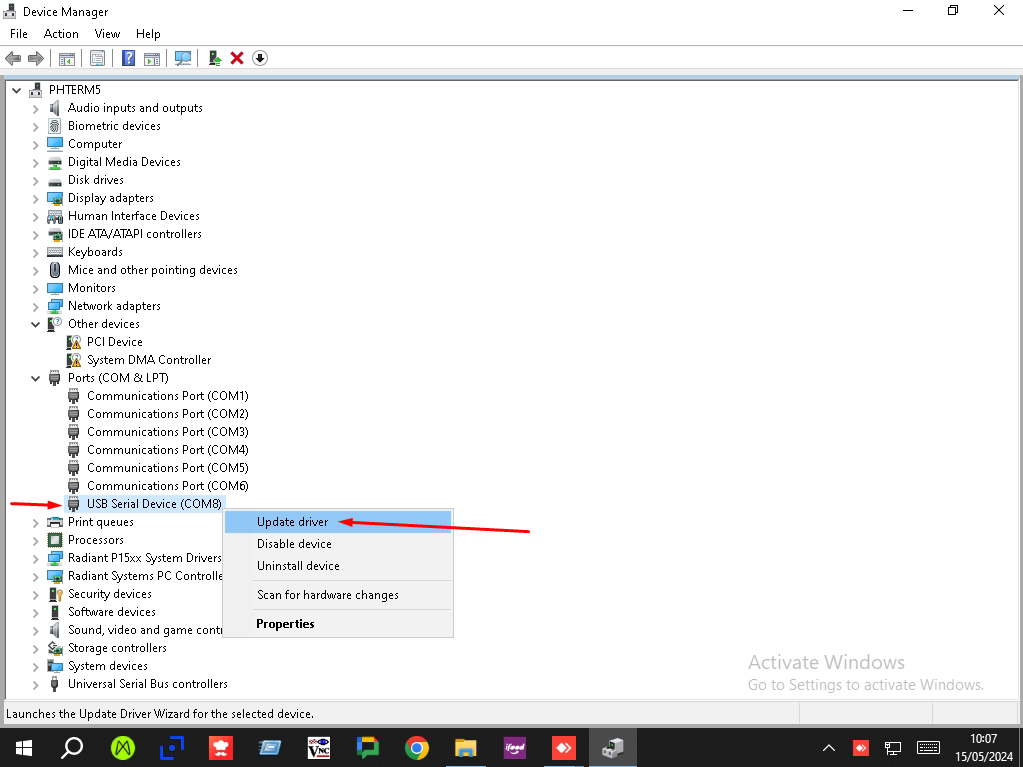 Device Manager
File Action View Help
PHTERM5
Audio inputs and outputs
Biometric devices
Computer
Digital Media Devices
Disk drives
Display adapters
Human Interface Devices
IDE ATA/ATAPI controllers
Keyboards
Mice and other pointing devices
Monitors
Network adapters
Other devices
PCI Device
System DMA Controller
Ports (COM & LPT)
Communications Port (COM1)
Communications Port (COM2)
Communications Port (COM3)
Communications Port (COM4)
Communications Port (COM5)
Communications Port (COM6)
USB Serial Device (COM8)
Print queues
Processors
Radiant P15xx System Drivers
Radiant Systems PC Controlle
Security devices
Software devices
Sound, video and game contr
Storage controllers
System devices
Universal Serial Bus controllers
Update driver
Disable device
Uninstall device
Scan for hardware changes
Properties
Activate Windows
Go to Settings to activate Windows.
Launches the Update Driver Wizard for the selected device.
VNC
ifood
10:07
15/05/2024